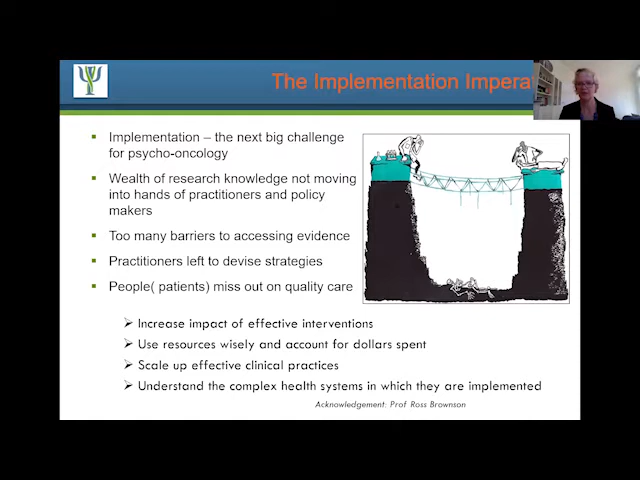 The Implementation Impera
Implementation – the next big challenge
for psycho-oncology
Wealth of research knowledge not moving
into hands of practitioners and policy
makers
Too many barriers to accessing evidence
Practitioners left to devise strategies
People( patients) miss out on quality care
Increase impact of effective interventions
Use resources wisely and account for dollars spent
Scale up effective clinical practices
Understand the complex health systems in which they are implemented
Acknowledgement: Prof Ross Brownson